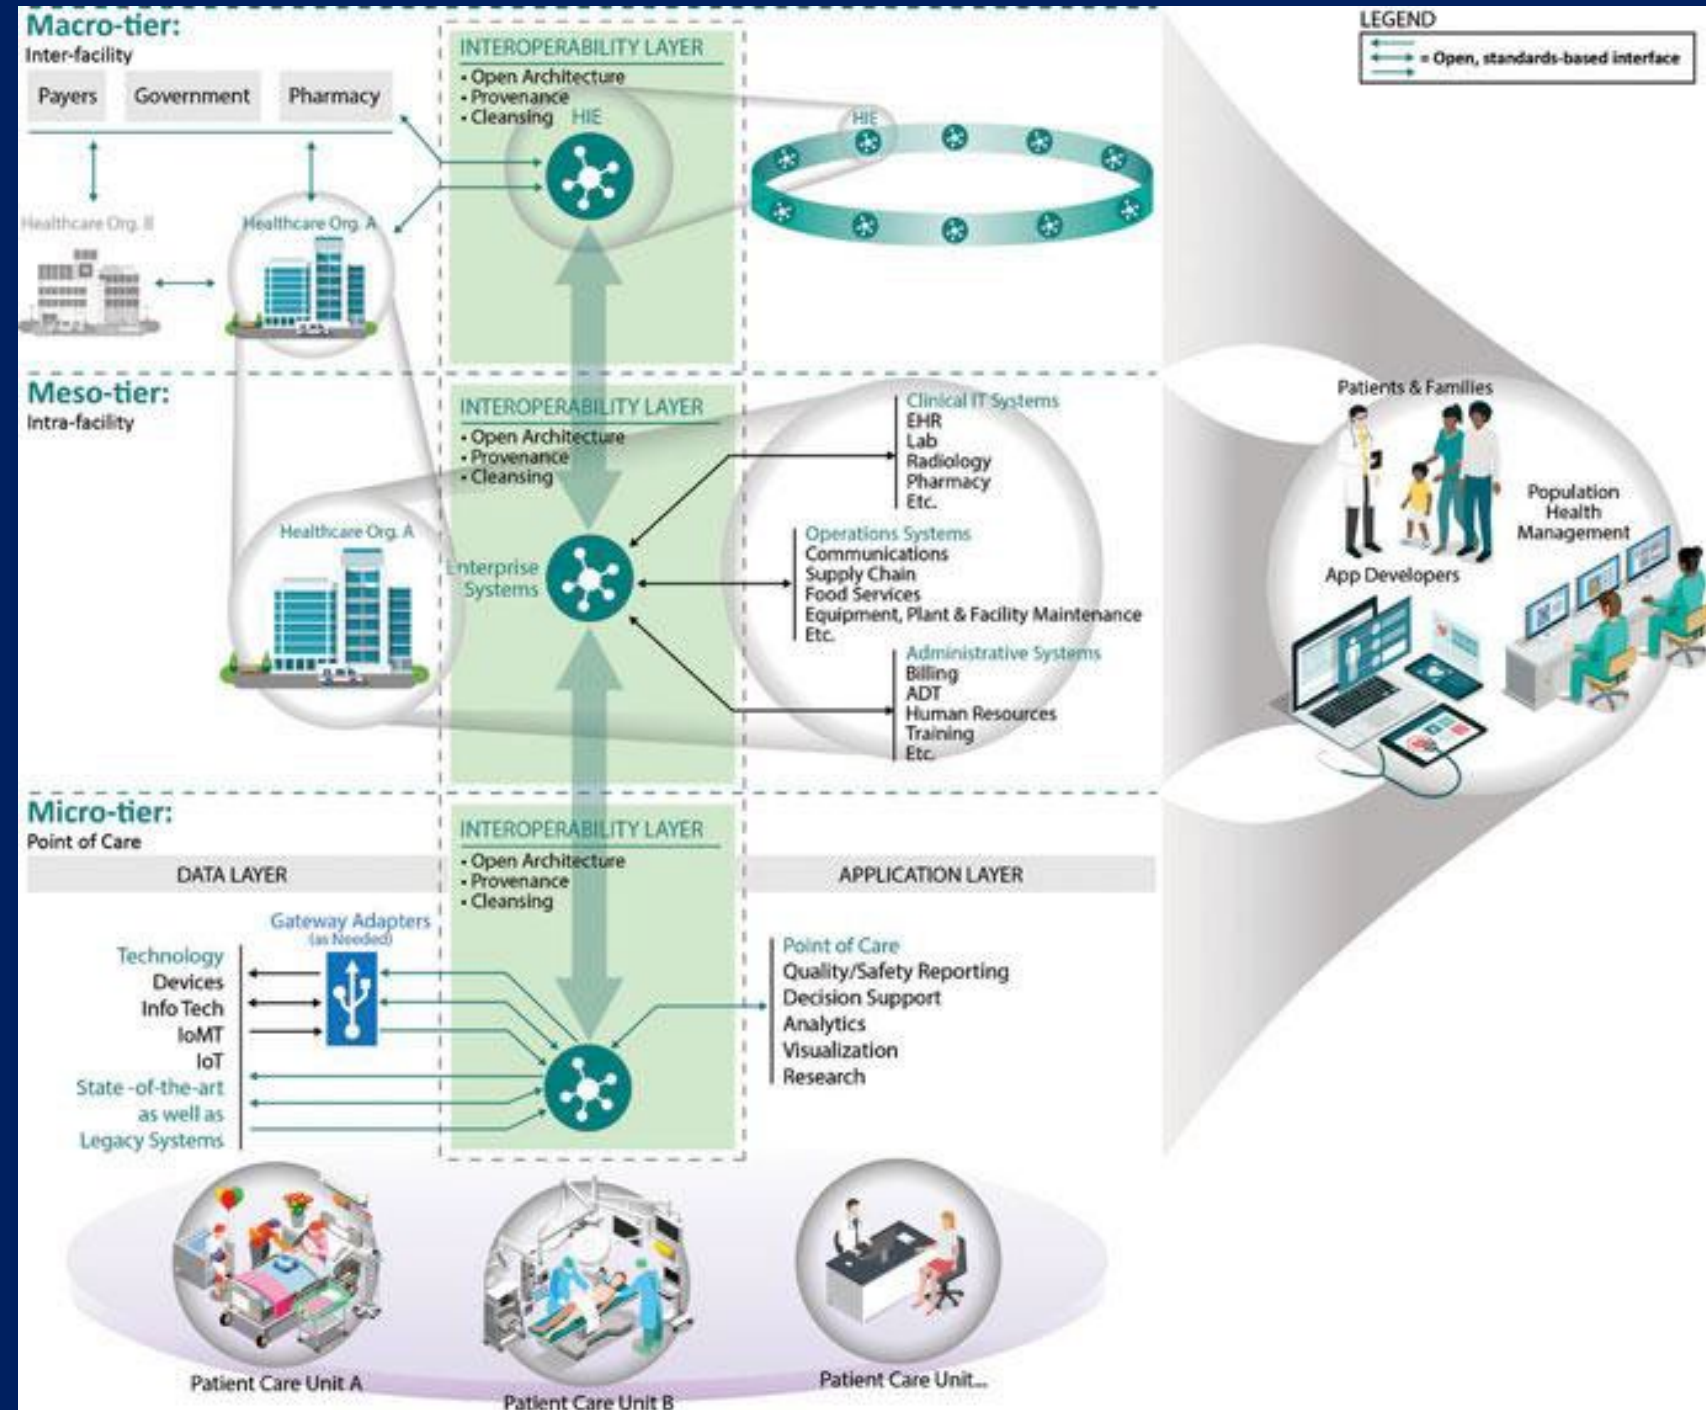 Macro-tier:
Inter-facility
Payers
Government
Pharmacy
INTEROPERABILITY LAYER
• Open Architecture
• Provenance
• Cleansing
HIE
HIE
LEGEND
= Open, standards-based interface
Healthcare Org. B
Healthcare Org. A
Meso-tier:
Intra-facility
INTEROPERABILITY LAYER
• Open Architecture
• Provenance
• Cleansing
Healthcare Org. A
Enterprise
Systems
Clinical IT Systems
EHR
Lab
Radiology
Pharmacy
Etc.
Operations Systems
Communications
Supply Chain
Food Services
Equipment, Plant & Facility Maintenance
Etc.
Administrative Systems
Billing
ADT
Human Resources
Training
Etc.
Patients & Families
Population
Health
Management
App Developers
Micro-tier:
Point of Care
DATA LAYER
INTEROPERABILITY LAYER
• Open Architecture
• Provenance
• Cleansing
APPLICATION LAYER
Gateway Adapters
(as Needed)
Technology
Devices
Info Tech
IoMT
IoT
State -of-the-art
as well as
Legacy Systems
Point of Care
Quality/Safety Reporting
Decision Support
Analytics
Visualization
Research
Patient Care Unit A
Patient Care Unit B
Patient Care Unit...